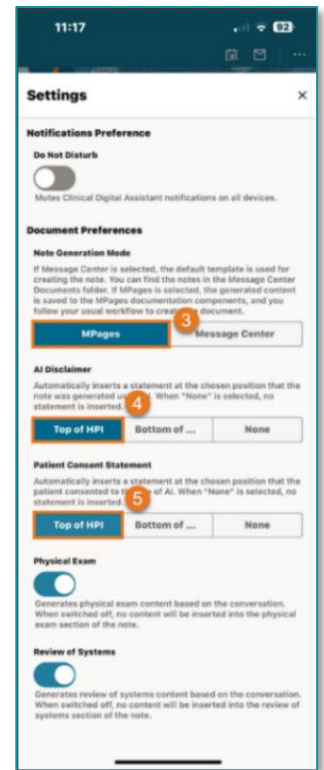 11:17
92
Settings ×
Notifications Preference
Do Not Disturb
Mutes Clinical Digital Assistant notifications on all devices.
Document Preferences
Note Generation Mode
If Message Center is selected, the default template is used for
creating the note. You can find the notes in the Message Center
Documents folder. If MPages is selected, the generated content
is saved to the MPages documentation components, and you
follow your usual workflow to document.
3
MPages Message Center
AI Disclaimer
Automatically inserts a statement at the chosen position that the
note was generated When "None" is selected, no
statement is inserted.
4
Top of HPI Bottom of ... None
Patient Consent Statement
Automatically inserts a statement at the chosen position that the
patient consented to of AI. When "None" is selected, no
statement is inserted.
5
Top of HPI Bottom of ... None
Physical Exam
Generates physical exam content based on the conversation.
When switched off, no content will be inserted into the physical
exam section of the note.
Review of Systems
Generates review of systems content based on the conversation.
When switched off, no content will be inserted into the review of
systems section of the note.